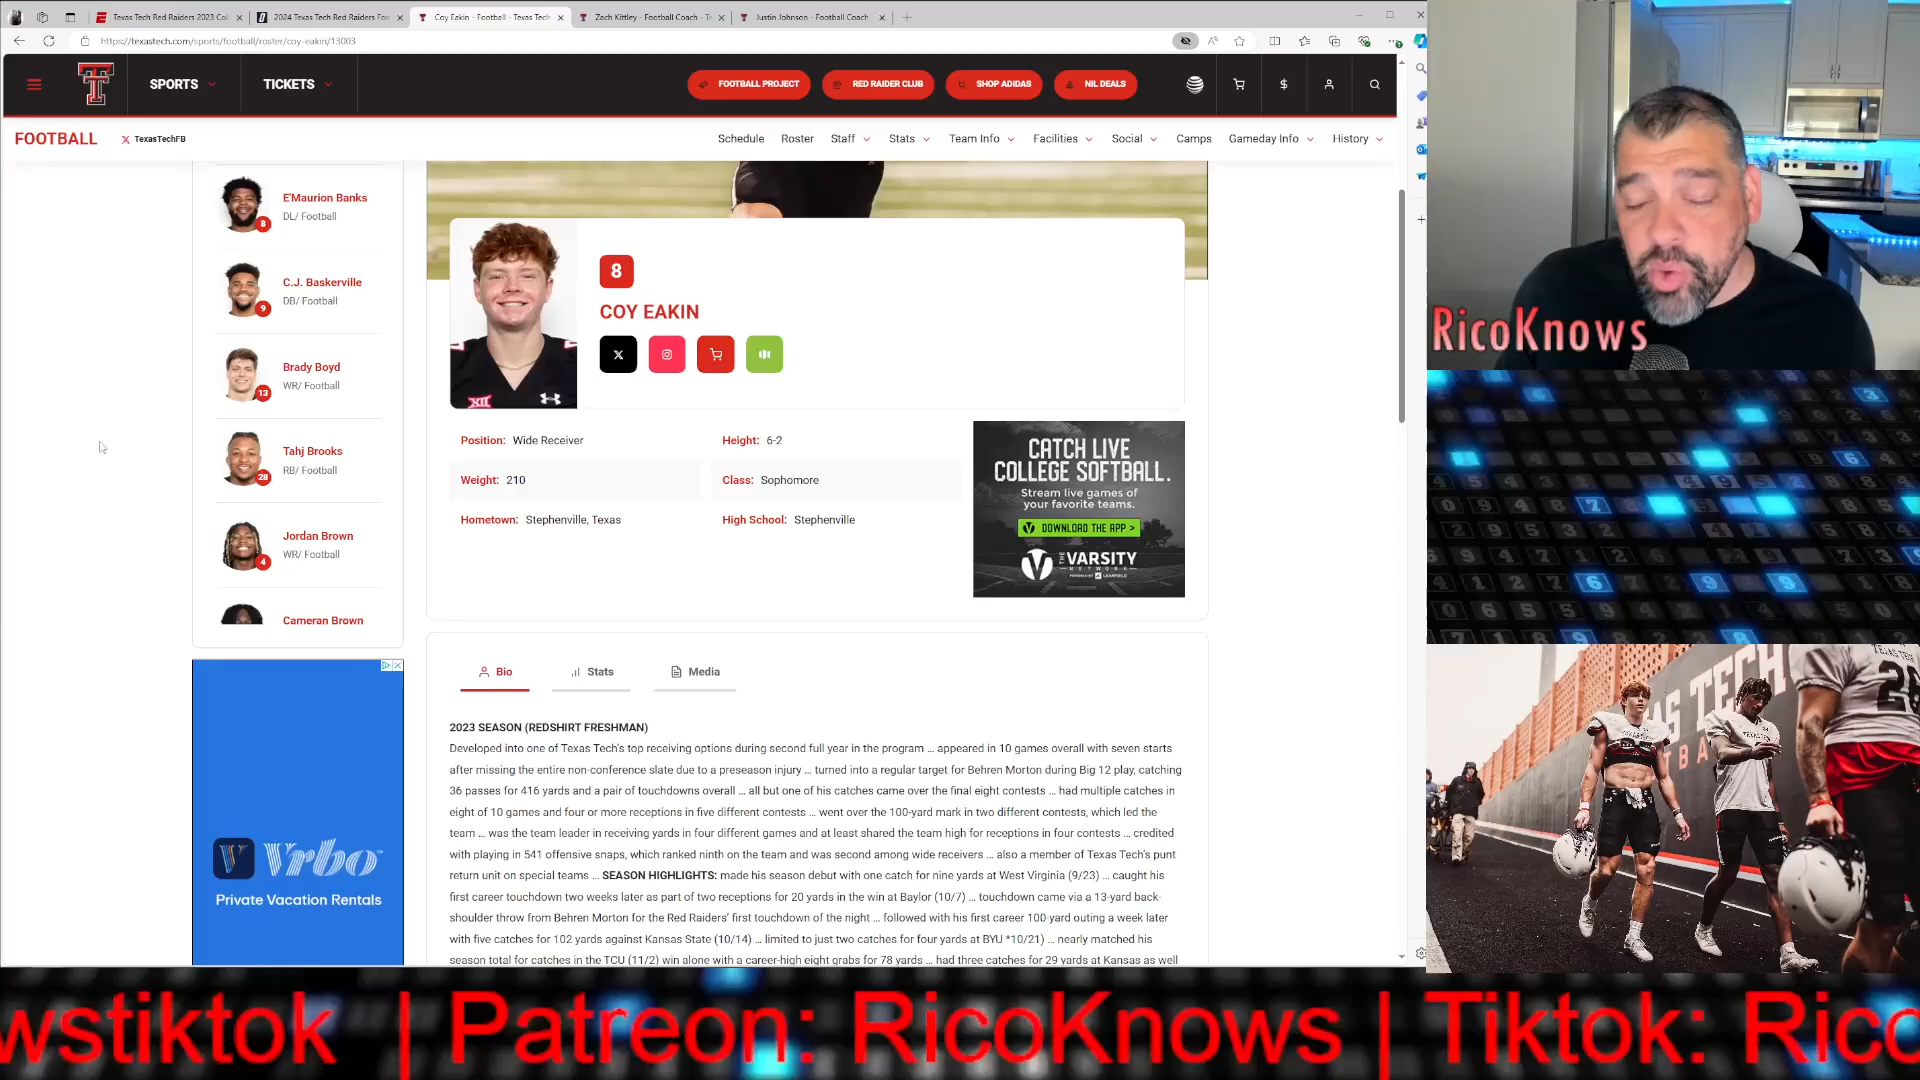 Texas Tech Red Raiders 2023 Col
2024 Texas Tech Red Raiders Foo
Coy Eakin - Football - Texas Tech
Zach Kittley - Football Coach - Te
Justin Johnson - Football Coach
https://texastech.com/sports/football/roster/coy-eakin/13003
SPORTS
TICKETS
FOOTBALL PROJECT
RED RAIDER CLUB
SHOP ADIDAS
NIL DEALS
FOOTBALL
TexasTechFB
Schedule
Roster
Staff
Stats
Team Info
Facilities
Social
Camps
Gameday Info
History
E'Maurion Banks
DL/ Football
8
C.J. Baskerville
DB/ Football
9
Brady Boyd
WR/ Football
13
Tahj Brooks
RB/ Football
28
Jordan Brown
WR/ Football
4
Cameran Brown
8
COY EAKIN
Position: Wide Receiver
Height: 6-2
Weight: 210
Class: Sophomore
Hometown: Stephenville, Texas
High School: Stephenville
CATCH LIVE
COLLEGE SOFTBALL.
Stream live games of
your favorite teams.
DOWNLOAD THE APP >
THE VARSITY
NETWORK
POWERED BY LEARFIELD
Vrbo
Private Vacation Rentals
Bio
Stats
Media
2023 SEASON (REDSHIRT FRESHMAN)
Developed into one of Texas Tech's top receiving options during second full year in the program ... appeared in 10 games overall with seven starts
after missing the entire non-conference slate due to a preseason injury ... turned into a regular target for Behren Morton during Big 12 play, catching
36 passes for 416 yards and a pair of touchdowns overall ... all but one of his catches came over the final eight contests ... had multiple catches in
eight of 10 games and four or more receptions in five different contests ... went over the 100-yard mark in two different contests, which led the
team ... was the team leader in receiving yards in four different games and at least shared the team high for receptions in four contests ... credited
with playing in 541 offensive snaps, which ranked ninth on the team and was second among wide receivers ... also a member of Texas Tech's punt
return unit on special teams ... SEASON HIGHLIGHTS: made his season debut with one catch for nine yards at West Virginia (9/23) ... caught his
first career touchdown two weeks later as part of two receptions for 20 yards in the win at Baylor (10/7) ... touchdown came via a 13-yard back-
shoulder throw from Behren Morton for the Red Raiders' first touchdown of the night ... followed with his first career 100-yard outing a week later
with five catches for 102 yards against Kansas State (10/14) ... limited to just two catches for four yards at BYU *10/21) ... nearly matched his
season total for catches in the TCU (11/2) win alone with a career-high eight grabs for 78 yards ... had three catches for 29 yards at Kansas as well
RicoKnows
TEXAS TECH
wstiktok | Patreon: RicoKnows | Tiktok: Rico